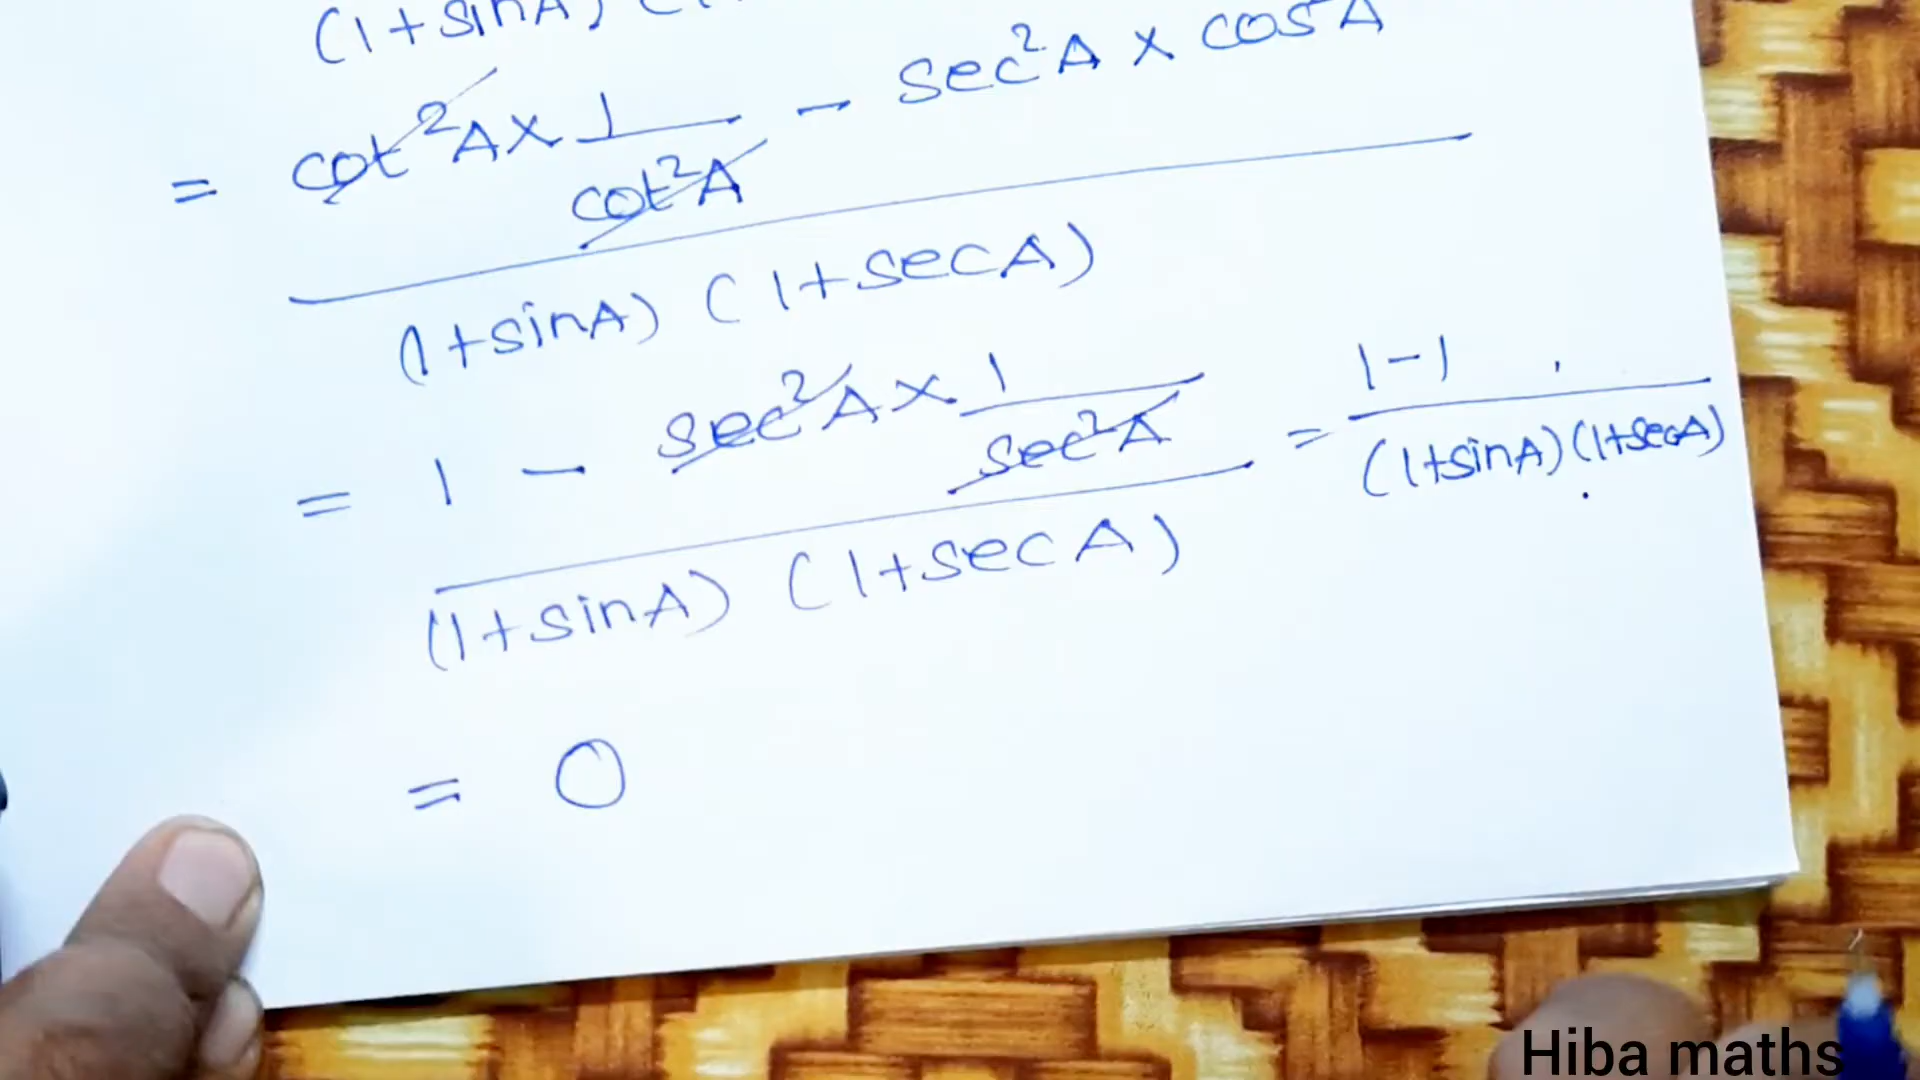 (1+sinA) (1
= cot²A × 1/cot²A − sec²A × cos²A
(1+sinA) (1+secA)
= 1 − sec²A × 1/sec²A = 1−1/(1+sinA)(1+secA)
(1+sinA) (1+secA)
= 0
Hiba maths